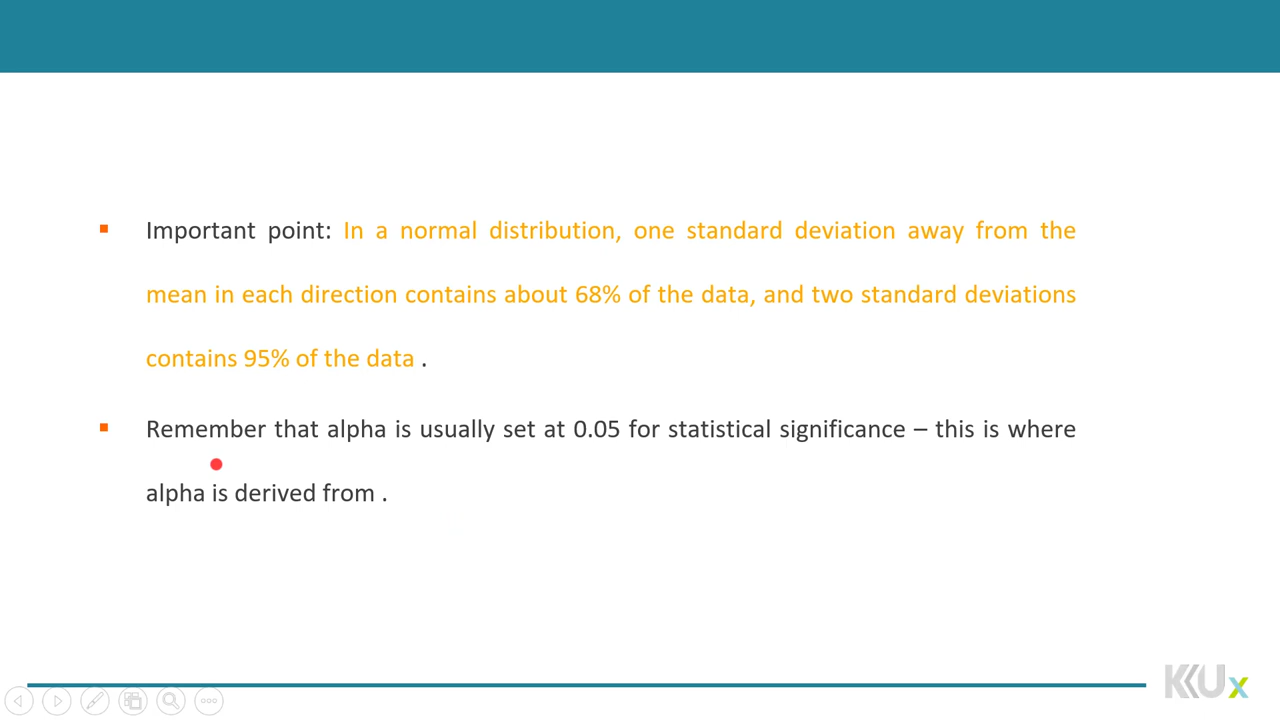 Important point: In a normal distribution, one standard deviation away from the
mean in each direction contains about 68% of the data, and two standard deviations
contains 95% of the data .
Remember that alpha is usually set at 0.05 for statistical significance – this is where
alpha is derived from .
KKUx